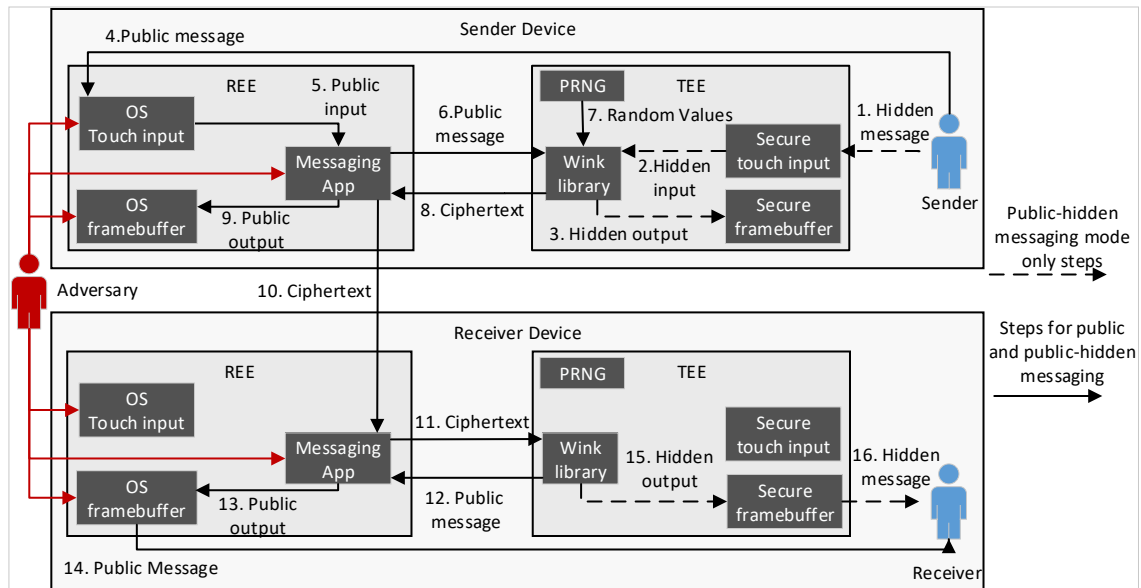 Sender Device
4.Public message
REE
TEE
OS
Touch input
5. Public
input
6.Public
message
PRNG
7. Random Values
Secure
touch input
1. Hidden
message
Messaging
App
Wink
library
2.Hidden
input
OS
framebuffer
9. Public
output
8. Ciphertext
3. Hidden output
Secure
framebuffer
Sender
Public-hidden
messaging mode
only steps
Adversary
10. Ciphertext
Receiver Device
Steps for public
and public-hidden
messaging
REE
PRNG
TEE
OS
Touch input
11. Ciphertext
Secure
touch input
Messaging
App
Wink
library
15. Hidden
output
16. Hidden
message
OS
framebuffer
13. Public
output
12. Public
message
Secure
framebuffer
14. Public Message
Receiver